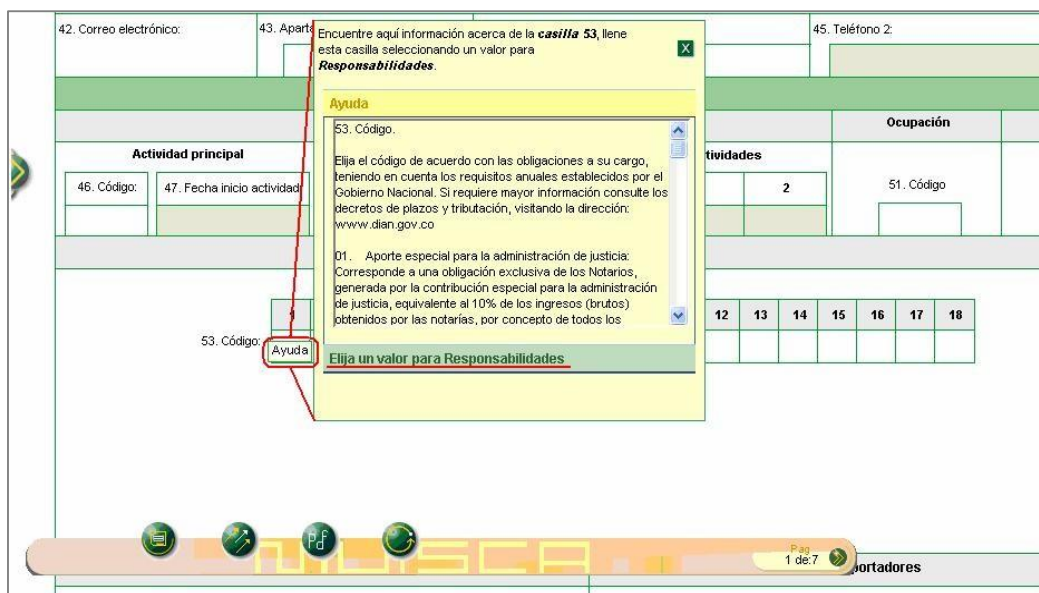 42. Correo electrónico:
43. Aparta
45. Teléfono 2:
Encuentre aquí información acerca de la casilla 53, llene
esta casilla seleccionando un valor para
Responsabilidades.
X
Ayuda
53. Código.
Elija el código de acuerdo con las obligaciones a su cargo,
teniendo en cuenta los requisitos anuales establecidos por el
Gobierno Nacional. Si requiere mayor información consulte los
decretos de plazos y tributación, visitando la dirección:
www.dian.gov.co
01. Aporte especial para la administración de justicia:
Corresponde a una obligación exclusiva de los Notarios,
generada por la contribución especial para la administración
de justicia, equivalente al 10% de los ingresos (brutos)
obtenidos por las notarías, por concepto de todos los
Elija un valor para Responsabilidades
Ocupación
Actividad principal
tividades
46. Código:
47. Fecha inicio actividad
2
51. Código
1
12 13 14 15 16 17 18
53. Código:
Ayuda
Pdf
MUISCA
Pag
1 de:7
portadores